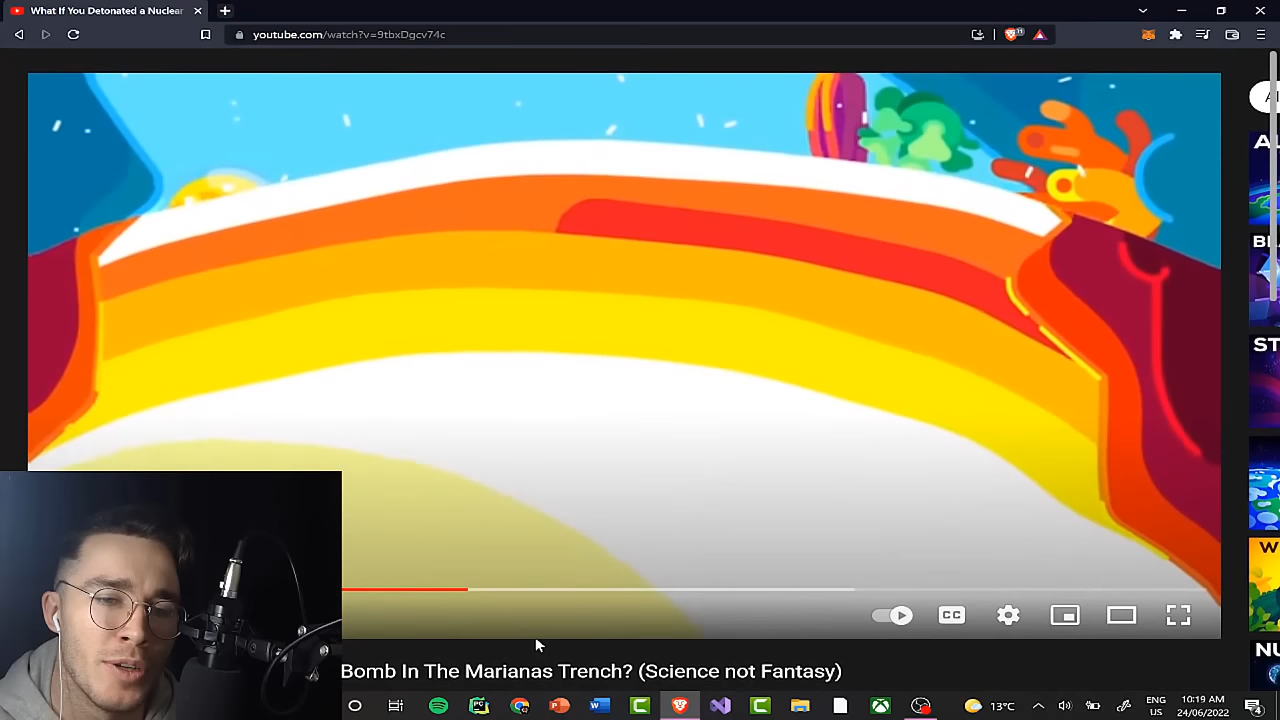 What If You Detonated a Nuclear
youtube.com/watch?v=9tbxDgcv74c
11
CC
Bomb In The Marianas Trench? (Science not Fantasy)
ENG
US
13°C
10:19 AM
24/06/2022